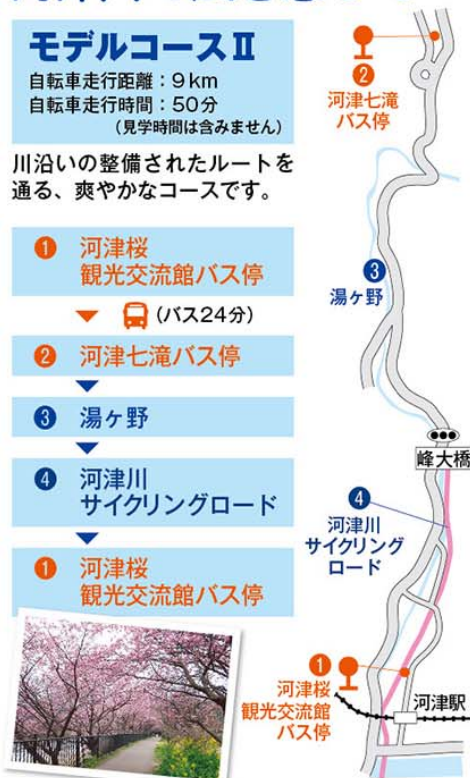 モデルコースⅡ
自転車走行距離：9km
自転車走行時間：50分
（見学時間は含みません）
川沿いの整備されたルートを
通る、爽やかなコースです。
❶ 河津桜
観光交流館バス停
（バス24分）
❷ 河津七滝バス停
❸ 湯ヶ野
❹ 河津川
サイクリングロード
❶ 河津桜
観光交流館バス停
❷
河津七滝
バス停
❸
湯ヶ野
峰大橋
❹
河津川
サイクリング
ロード
❶
河津桜
観光交流館
バス停
河津駅